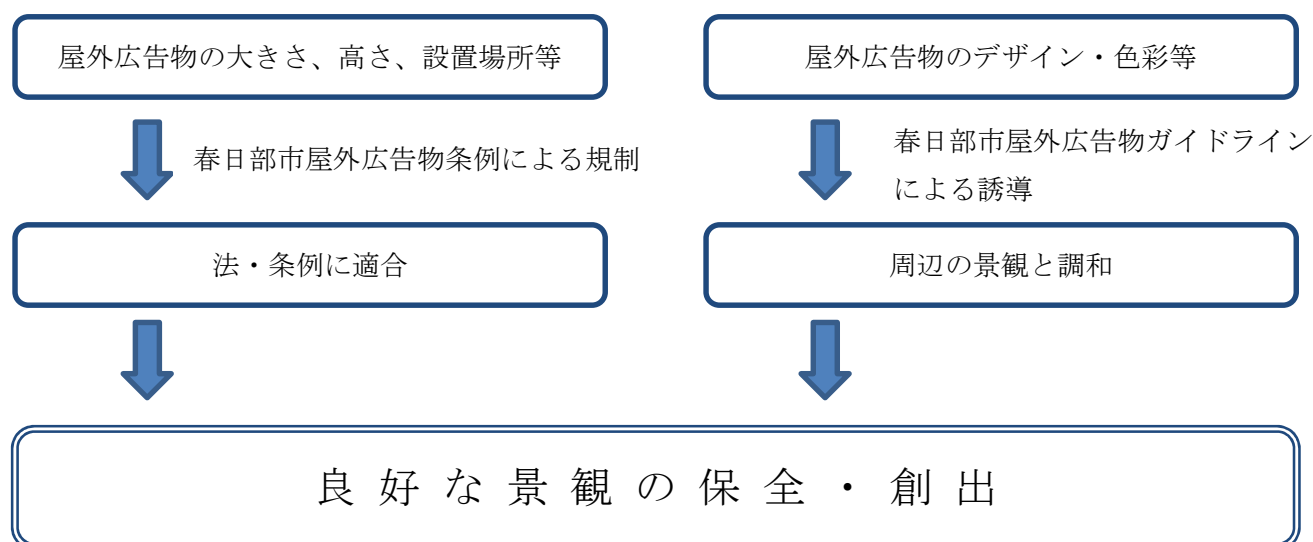 屋外広告物の大きさ、高さ、設置場所等
春日部市屋外広告物条例による規制
法・条例に適合
屋外広告物のデザイン・色彩等
春日部市屋外広告物ガイドライン
による誘導
周辺の景観と調和
良好な景観の保全・創出